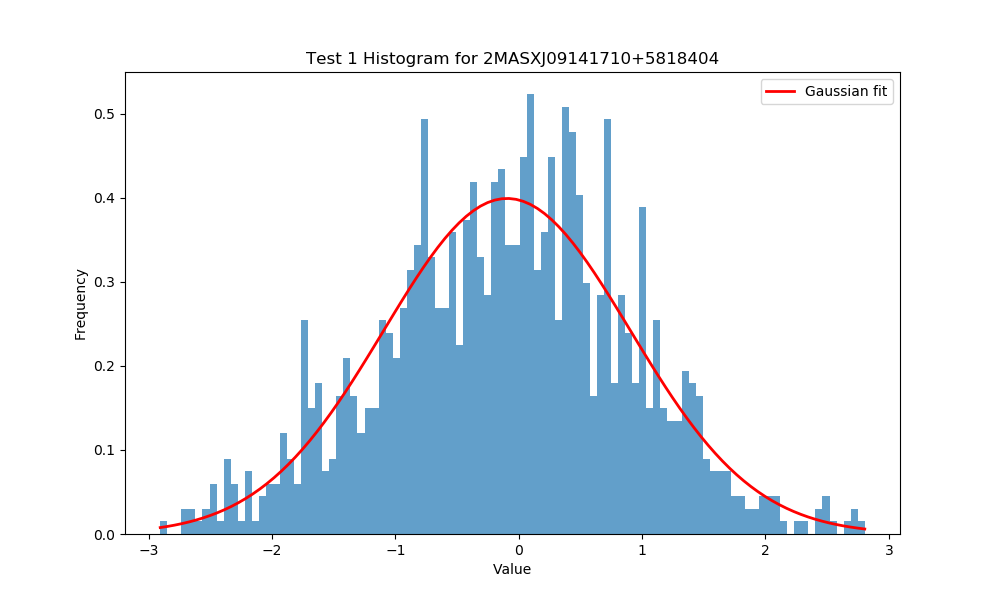 Test 1 Histogram for 2MASXJ09141710+5818404
Gaussian fit
Frequency
0.5
0.4
0.3
0.2
0.1
0.0
−3 −2 −1 0 1 2 3
Value